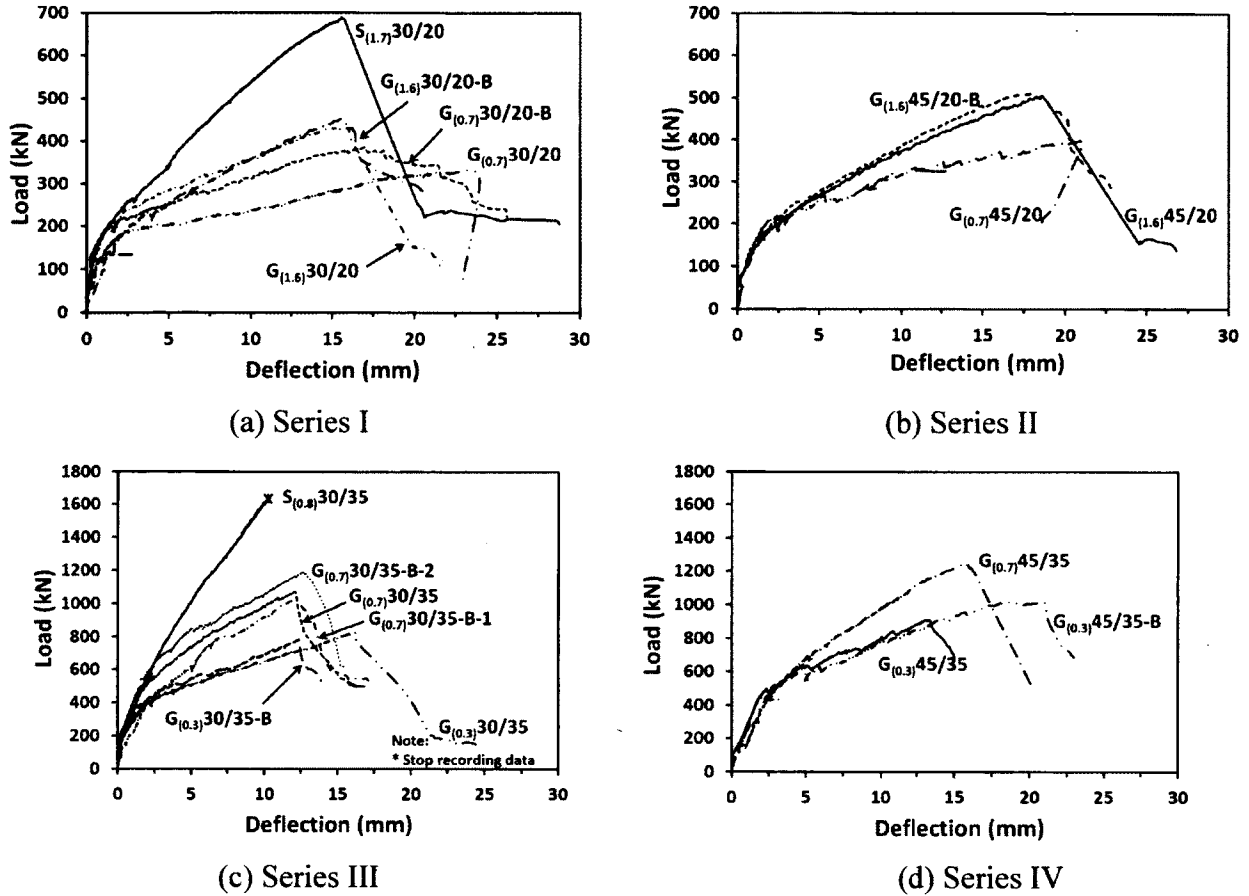 700
600
500
400
300
200
100
0
Load (kN)
S(1.7)30/20
G(1.6)30/20-B
G(0.7)30/20-B
G(0.7)30/20
G(1.6)30/20
0 5 10 15 20 25 30
Deflection (mm)
(a) Series I
700
600
500
400
300
200
100
0
Load (kN)
G(1.6)45/20-B
G(0.7)45/20
G(1.6)45/20
0 5 10 15 20 25 30
Deflection (mm)
(b) Series II
1800
1600
1400
1200
1000
800
600
400
200
0
Load (kN)
S(0.8)30/35
G(0.7)30/35-B-2
G(0.7)30/35
G(0.7)30/35-B-1
G(0.3)30/35-B
G(0.3)30/35
Note:
* Stop recording data
0 5 10 15 20 25 30
Deflection (mm)
(c) Series III
1800
1600
1400
1200
1000
800
600
400
200
0
Load (kN)
G(0.7)45/35
G(0.3)45/35-B
G(0.3)45/35
0 5 10 15 20 25 30
Deflection (mm)
(d) Series IV